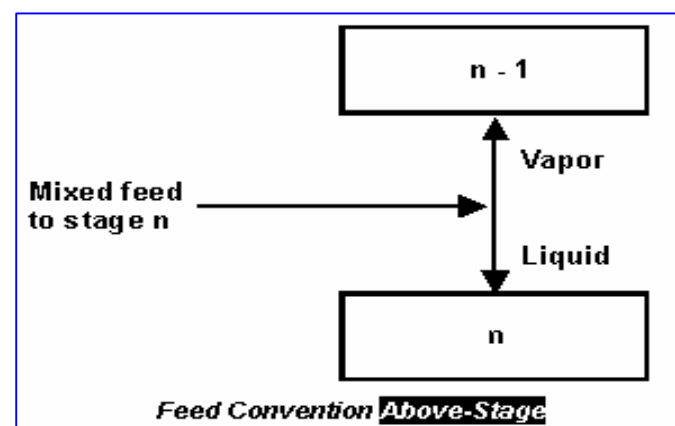 n - 1
Vapor
Mixed feed
to stage n
Liquid
n
Feed Convention Above-Stage